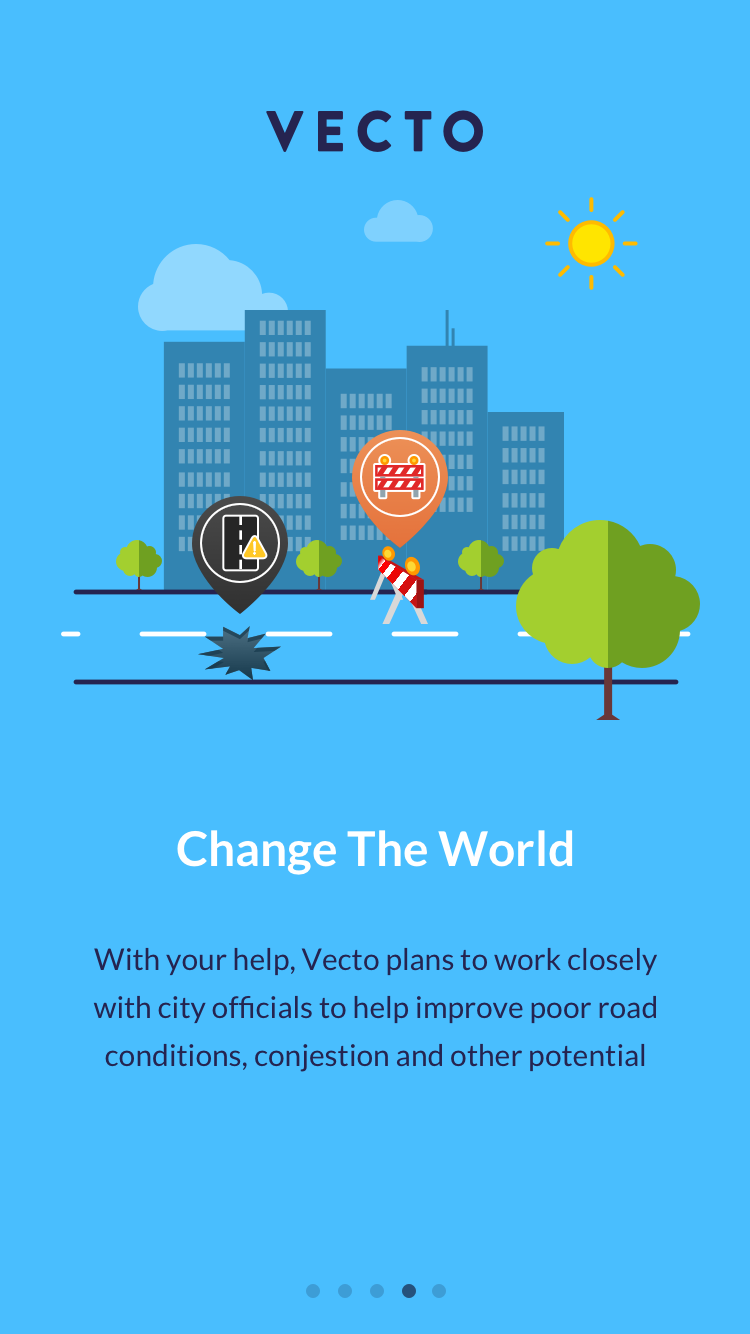 VECTO
Change The World
With your help, Vecto plans to work closely
with city officials to help improve poor road
conditions, conjestion and other potential